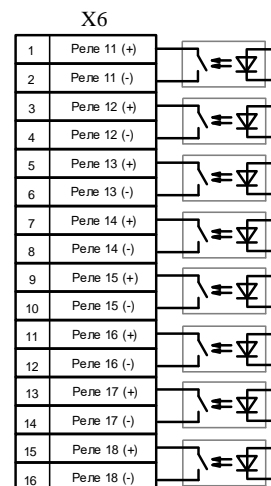 X6
1 Реле 11 (+)
2 Реле 11 (-)
3 Реле 12 (+)
4 Реле 12 (-)
5 Реле 13 (+)
6 Реле 13 (-)
7 Реле 14 (+)
8 Реле 14 (-)
9 Реле 15 (+)
10 Реле 15 (-)
11 Реле 16 (+)
12 Реле 16 (-)
13 Реле 17 (+)
14 Реле 17 (-)
15 Реле 18 (+)
16 Реле 18 (-)